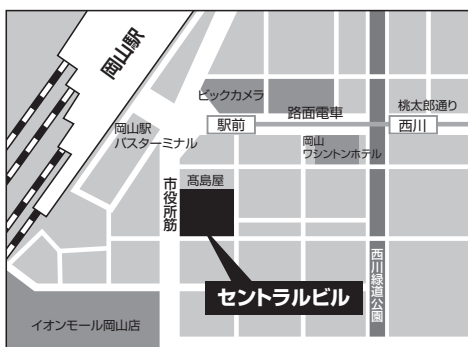 岡山駅
ビックカメラ
路面電車
桃太郎通り
駅前
西川
岡山駅
バスターミナル
岡山
ワシントンホテル
市役所筋
髙島屋
セントラルビル
西川緑道公園
イオンモール岡山店